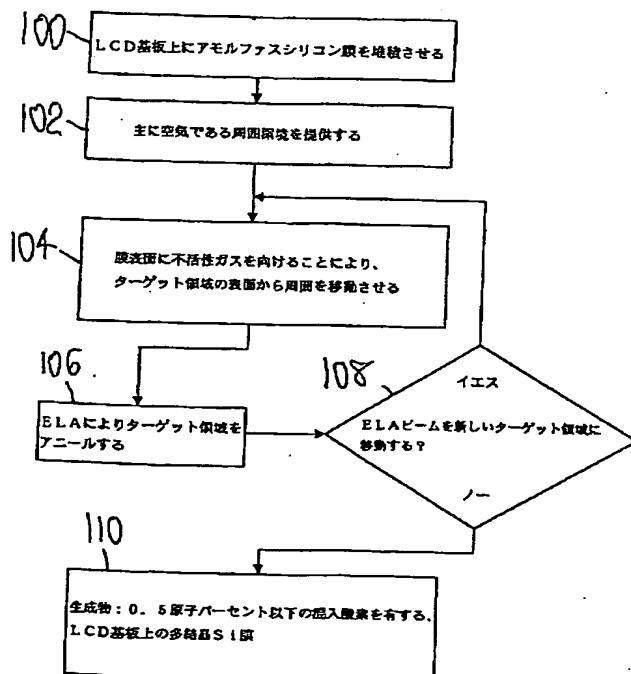 100
LCD基板上にアモルファスシリコン膜を堆積させる
102
主に空気である周囲環境を提供する
104
膜表面に不活性ガスを向けることにより、
ターゲット領域の表面から周囲を移動させる
106
ELAによりターゲット領域を
アニールする
108
イエス
ELAビームを新しいターゲット領域に
移動する?
ノー
110
生成物:0.5原子パーセント以下の混入酸素を有する、
LCD基板上の多結晶Si膜